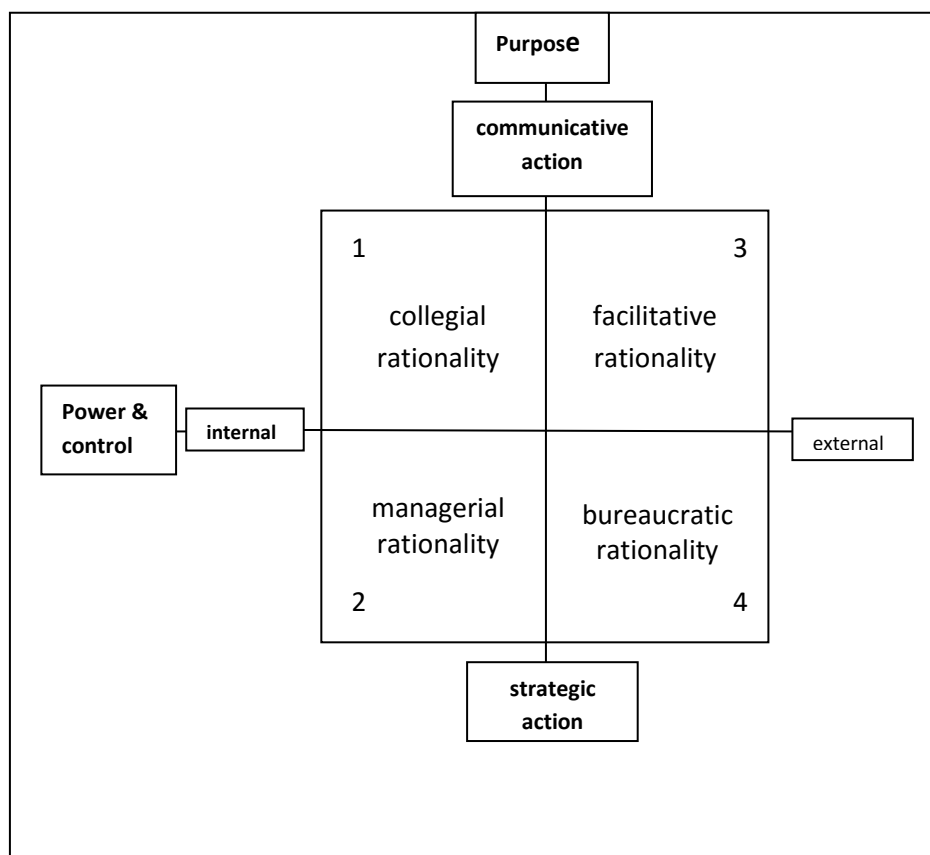 Purpose
communicative
action
1
3
collegial
rationality
facilitative
rationality
Power &
control
internal
external
managerial
rationality
bureaucratic
rationality
2
4
strategic
action